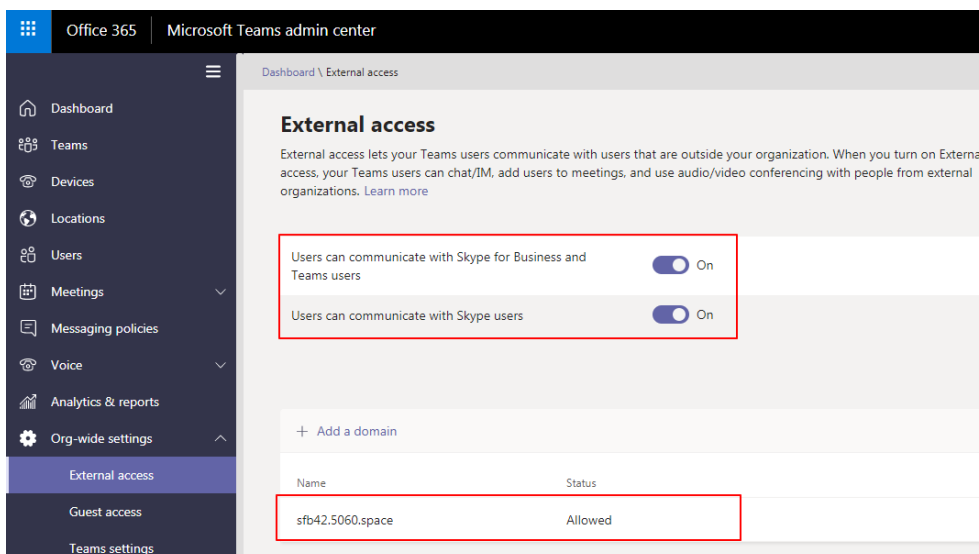 Office 365
Microsoft Teams admin center
Dashboard \ External access
Dashboard
Teams
Devices
Locations
Users
Meetings
Messaging policies
Voice
Analytics & reports
Org-wide settings
External access
Guest access
Teams settings
External access
External access lets your Teams users communicate with users that are outside your organization. When you turn on Externa
access, your Teams users can chat/IM, add users to meetings, and use audio/video conferencing with people from external
organizations. Learn more
Users can communicate with Skype for Business and
Teams users
On
Users can communicate with Skype users
On
+ Add a domain
Name
Status
sfb42.5060.space
Allowed